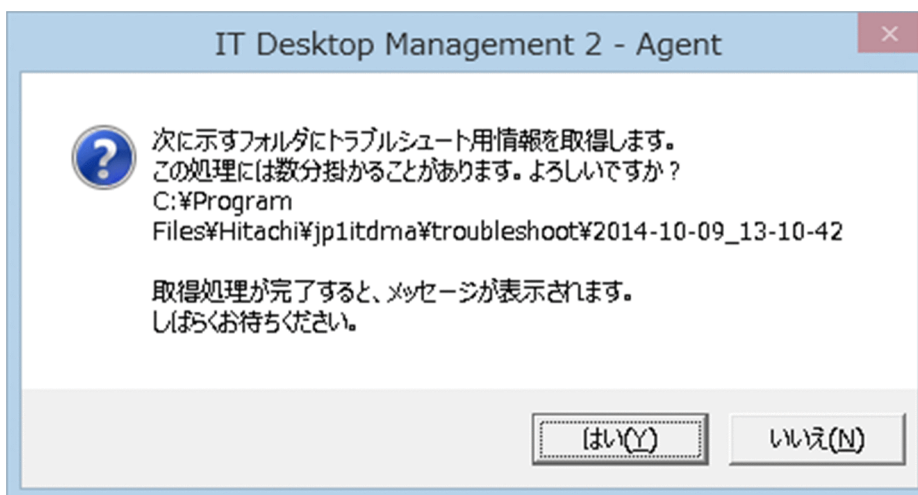 IT Desktop Management 2 - Agent
次に示すフォルダにトラブルシュート用情報を取得します。
この処理には数分掛かることがあります。よろしいですか？
C:¥Program
Files¥Hitachi¥jp1itdma¥troubleshoot¥2014-10-09_13-10-42
取得処理が完了すると、メッセージが表示されます。
しばらくお待ちください。
はい(Y)
いいえ(N)